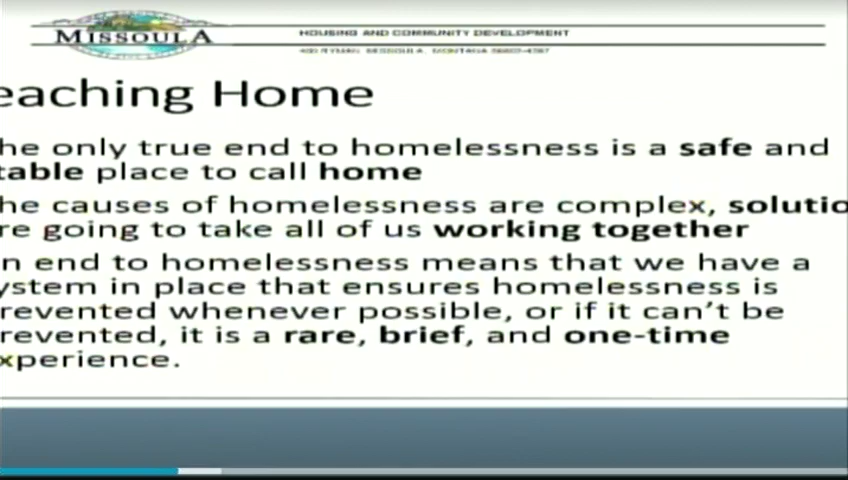 MISSOULA
HOUSING AND COMMUNITY DEVELOPMENT
eaching Home
he only true end to homelessness is a safe and
table place to call home
he causes of homelessness are complex, solutio
re going to take all of us working together
n end to homelessness means that we have a
ystem in place that ensures homelessness is
revented whenever possible, or if it can't be
revented, it is a rare, brief, and one-time
xperience.